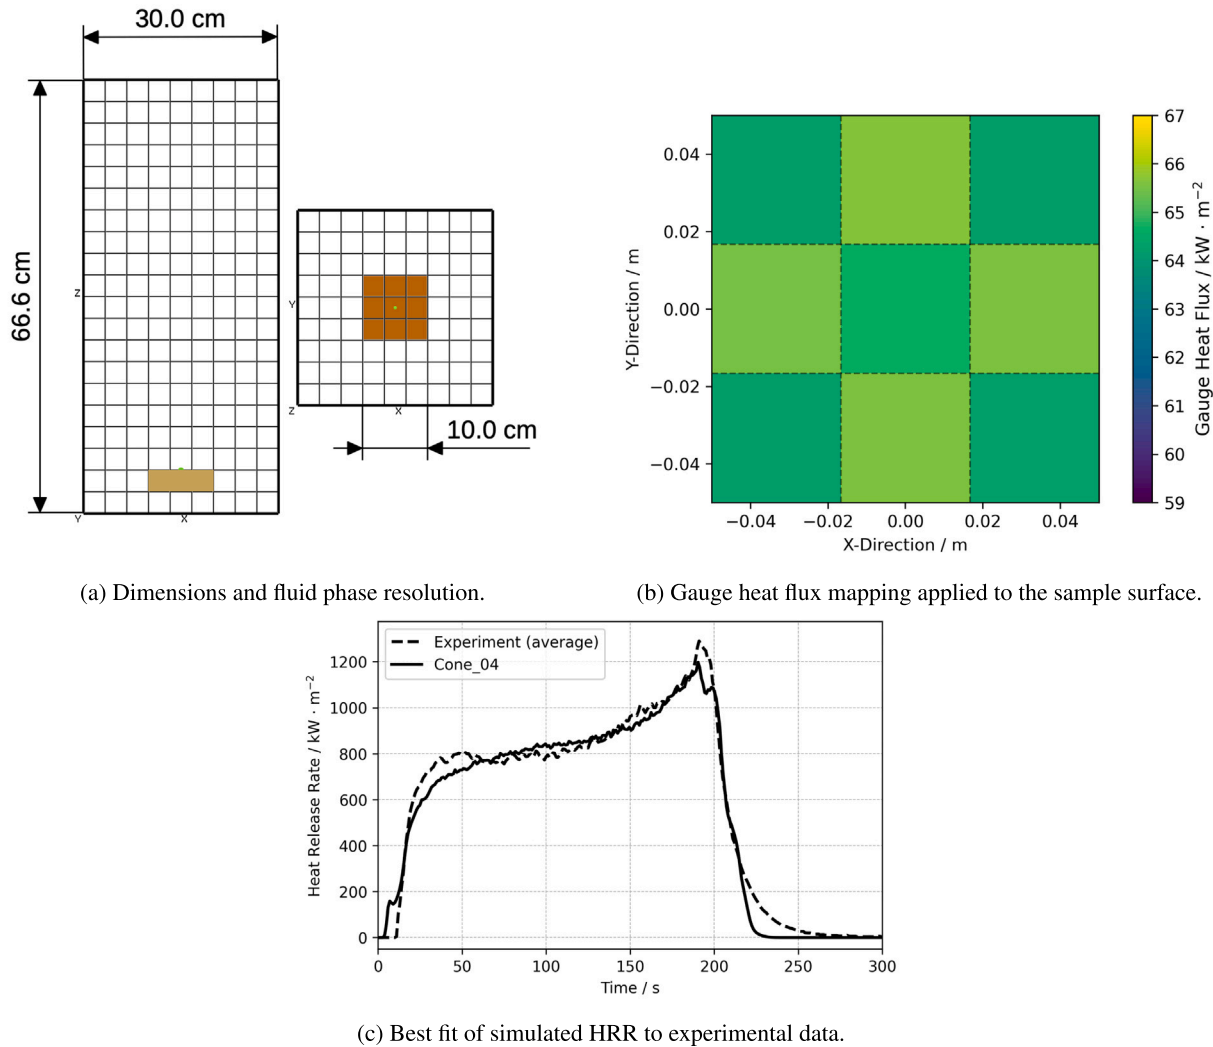 30.0 cm
66.6 cm
Z
Y
X
Y
Z
X
10.0 cm
0.04
0.02
0.00
−0.02
−0.04
Y-Direction / m
−0.04
−0.02
0.00
0.02
0.04
X-Direction / m
67
66
65
64
63
62
61
60
59
Gauge Heat Flux / kW · m⁻²
(a) Dimensions and fluid phase resolution.
(b) Gauge heat flux mapping applied to the sample surface.
Experiment (average)
Cone_04
1200
1000
800
600
400
200
0
Heat Release Rate / kW · m⁻²
0
50
100
150
200
250
300
Time / s
(c) Best fit of simulated HRR to experimental data.